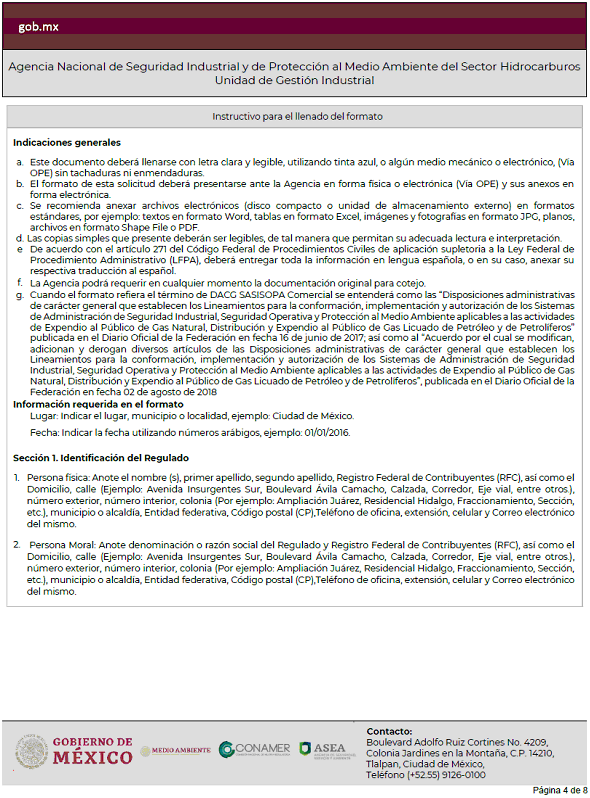 gob.mx
Agencia Nacional de Seguridad Industrial y de Protección al Medio Ambiente del Sector Hidrocarburos
Unidad de Gestión Industrial
Instructivo para el llenado del formato
Indicaciones generales
a. Este documento deberá llenarse con letra clara y legible, utilizando tinta azul, o algún medio mecánico o electrónico, (Vía
OPE) sin tachaduras ni enmendaduras.
b. El formato de esta solicitud deberá presentarse ante la Agencia en forma física o electrónica (Vía OPE) y sus anexos en
forma electrónica.
c. Se recomienda anexar archivos electrónicos (disco compacto o unidad de almacenamiento externo) en formatos
estándares, por ejemplo: textos en formato Word, tablas en formato Excel, imágenes y fotografías en formato JPG, planos,
archivos en formato Shape File o PDF.
d. Las copias simples que presente deberán ser legibles, de tal manera que permitan su adecuada lectura e interpretación.
e De acuerdo con el artículo 271 del Código Federal de Procedimientos Civiles de aplicación supletoria a la Ley Federal de
Procedimiento Administrativo (LFPA), deberá entregar toda la información en lengua española, o en su caso, anexar su
respectiva traducción al español.
f. La Agencia podrá requerir en cualquier momento la documentación original para cotejo.
g. Cuando el formato refiera el término de DACG SASISOPA Comercial se entenderá como las "Disposiciones administrativas
de carácter general que establecen los Lineamientos para la conformación, implementación y autorización de los Sistemas
de Administración de Seguridad Industrial, Seguridad Operativa y Protección al Medio Ambiente aplicables a las actividades
de Expendio al Público de Gas Natural, Distribución y Expendio al Público de Gas Licuado de Petróleo y de Petrolíferos"
publicada en el Diario Oficial de la Federación en fecha 16 de junio de 2017; así como al "Acuerdo por el cual se modifican,
adicionan y derogan diversos artículos de las Disposiciones administrativas de carácter general que establecen los
Lineamientos para la conformación, implementación y autorización de los Sistemas de Administración de Seguridad
Industrial, Seguridad Operativa y Protección al Medio Ambiente aplicables a las actividades de Expendio al Público de Gas
Natural, Distribución y Expendio al Público de Gas Licuado de Petróleo y de Petrolíferos", publicada en el Diario Oficial de la
Federación en fecha 02 de agosto de 2018
Información requerida en el formato
Lugar: Indicar el lugar, municipio o localidad, ejemplo: Ciudad de México.
Fecha: Indicar la fecha utilizando números arábigos, ejemplo: 01/01/2016.
Sección 1. Identificación del Regulado
1. Persona física: Anote el nombre (s), primer apellido, segundo apellido, Registro Federal de Contribuyentes (RFC), así como el
Domicilio, calle (Ejemplo: Avenida Insurgentes Sur, Boulevard Ávila Camacho, Calzada, Corredor, Eje vial, entre otros.),
número exterior, número interior, colonia (Por ejemplo: Ampliación Juárez, Residencial Hidalgo, Fraccionamiento, Sección,
etc.), municipio o alcaldía, Entidad federativa, Código postal (CP),Teléfono de oficina, extensión, celular y Correo electrónico
del mismo.
2. Persona Moral: Anote denominación o razón social del Regulado y Registro Federal de Contribuyentes (RFC), así como el
Domicilio, calle (Ejemplo: Avenida Insurgentes Sur, Boulevard Ávila Camacho, Calzada, Corredor, Eje vial, entre otros.),
número exterior, número interior, colonia (Por ejemplo: Ampliación Juárez, Residencial Hidalgo, Fraccionamiento, Sección,
etc.), municipio o alcaldía, Entidad federativa, Código postal (CP),Teléfono de oficina, extensión, celular y Correo electrónico
del mismo.
GOBIERNO DE
MÉXICO
MEDIO AMBIENTE
CONAMER
ASEA
Contacto:
Boulevard Adolfo Ruiz Cortines No. 4209,
Colonia Jardines en la Montaña, C.P. 14210,
Tlalpan, Ciudad de México,
Teléfono (+52.55) 9126-0100
Página 4 de 8